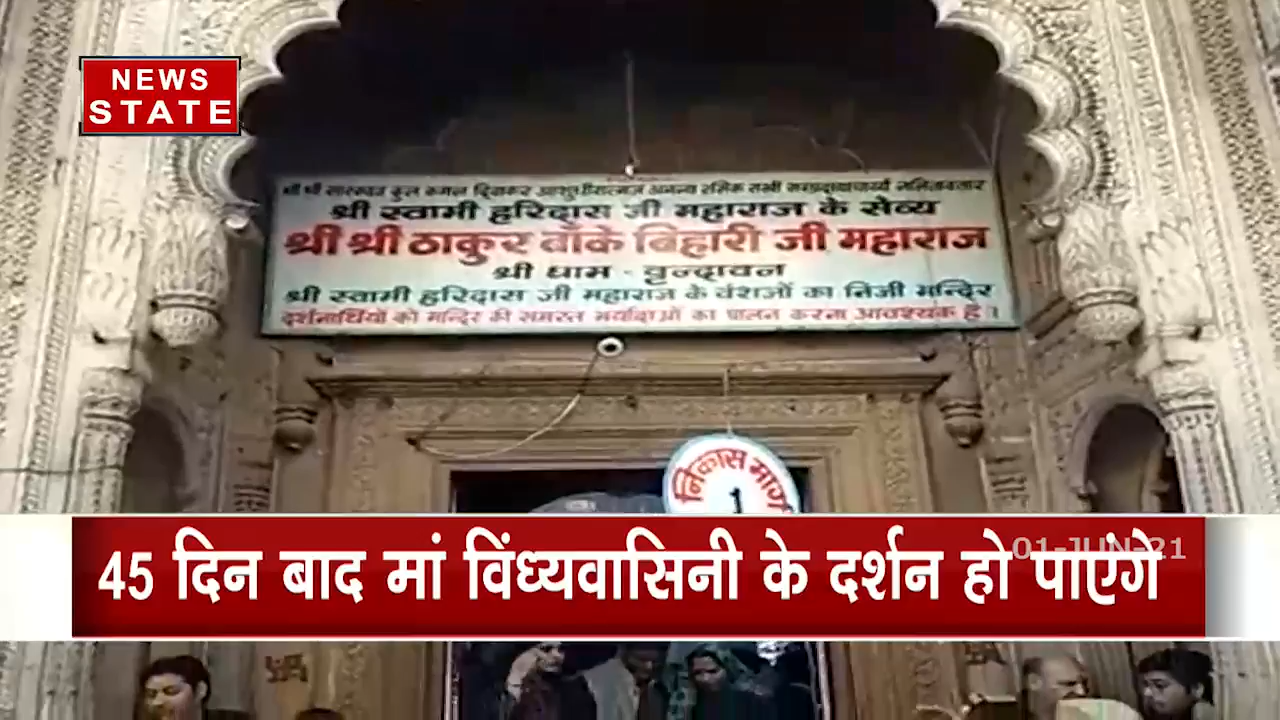 NEWS
STATE
श्री स्वामी हरिदास जी महाराज के सेव्य
श्री श्री ठाकुर बाँके बिहारी जी महाराज
श्री धाम - वृन्दावन
श्री स्वामी हरिदास जी महाराज के वंशजों का निजी मन्दिर
दर्शनार्थियों को मन्दिर की समस्त मर्यादाओं का पालन करना आवश्यक है।
निकास मार्ग
1
45 दिन बाद मां विंध्यवासिनी के दर्शन हो पाएंगे
01-JUN-21